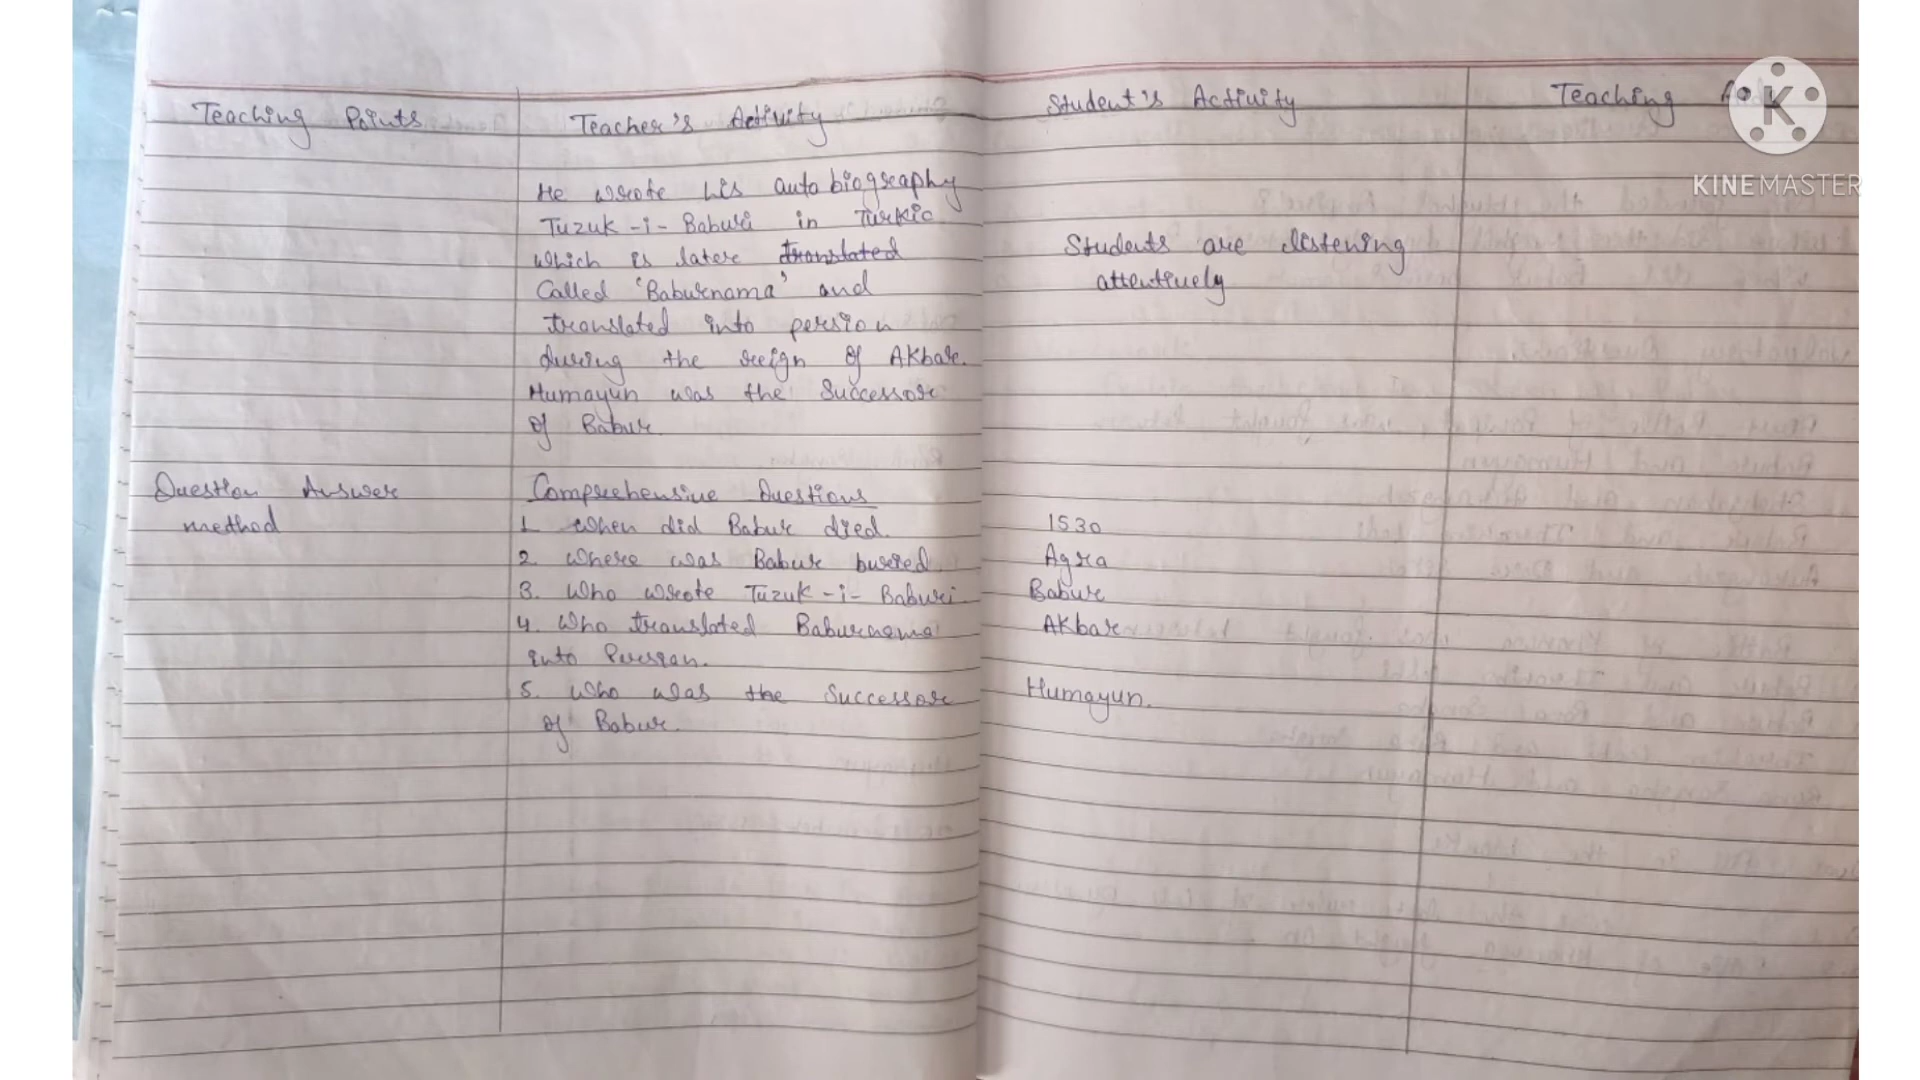 Teaching Points
Teacher's Activity
Student's Activity
Teaching
KINEMASTER
He wrote his autobiography
Tuzuk-i-Baburi in Turkic
which is later translated
Called 'Baburnama' and
translated into persion
during the reign of Akbar.
Humayun was the Successor
of Babur.
Students are listening
attentively
Question Answer
method
Comprehensive Questions
1 When did Babur died.
1530
2. Where was Babur buried.
Agra
3. Who wrote Tuzuk-i-Baburi.
Babur
4. Who translated Baburnama
into Persian.
Akbar
5. Who was the Successor
of Babur.
Humayun.